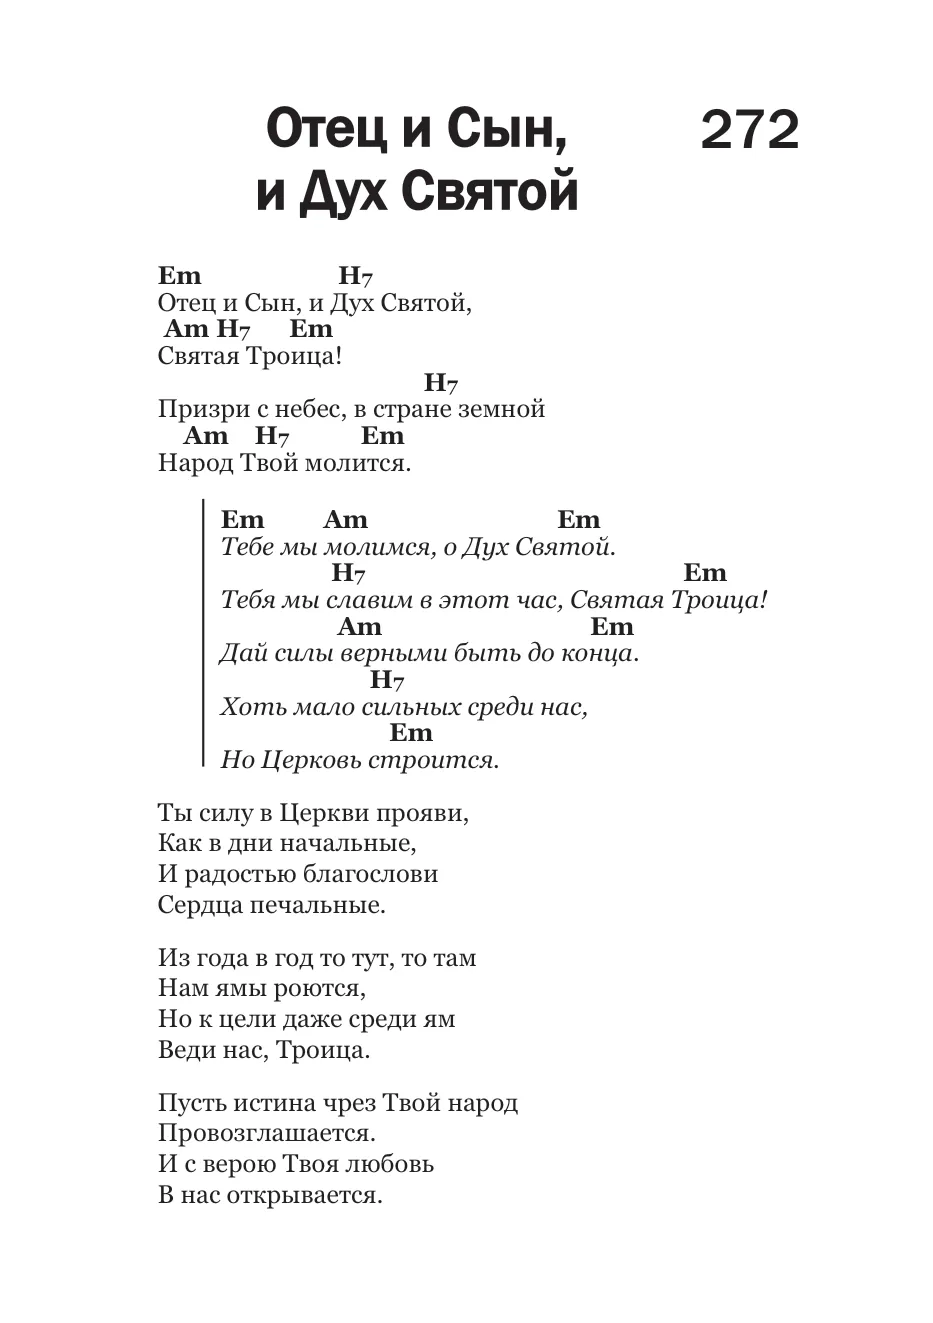 Отец и Сын, 272
и Дух Святой
Em H7
Отец и Сын, и Дух Святой,
Am H7 Em
Святая Троица!
H7
Призри с небес, в стране земной
Am H7 Em
Народ Твой молится.
Em Am Em
Тебе мы молимся, о Дух Святой.
H7 Em
Тебя мы славим в этот час, Святая Троица!
Am Em
Дай силы верными быть до конца.
H7
Хоть мало сильных среди нас,
Em
Но Церковь строится.
Ты силу в Церкви прояви,
Как в дни начальные,
И радостью благослови
Сердца печальные.
Из года в год то тут, то там
Нам ямы роются,
Но к цели даже среди ям
Веди нас, Троица.
Пусть истина чрез Твой народ
Провозглашается.
И с верою Твоя любовь
В нас открывается.